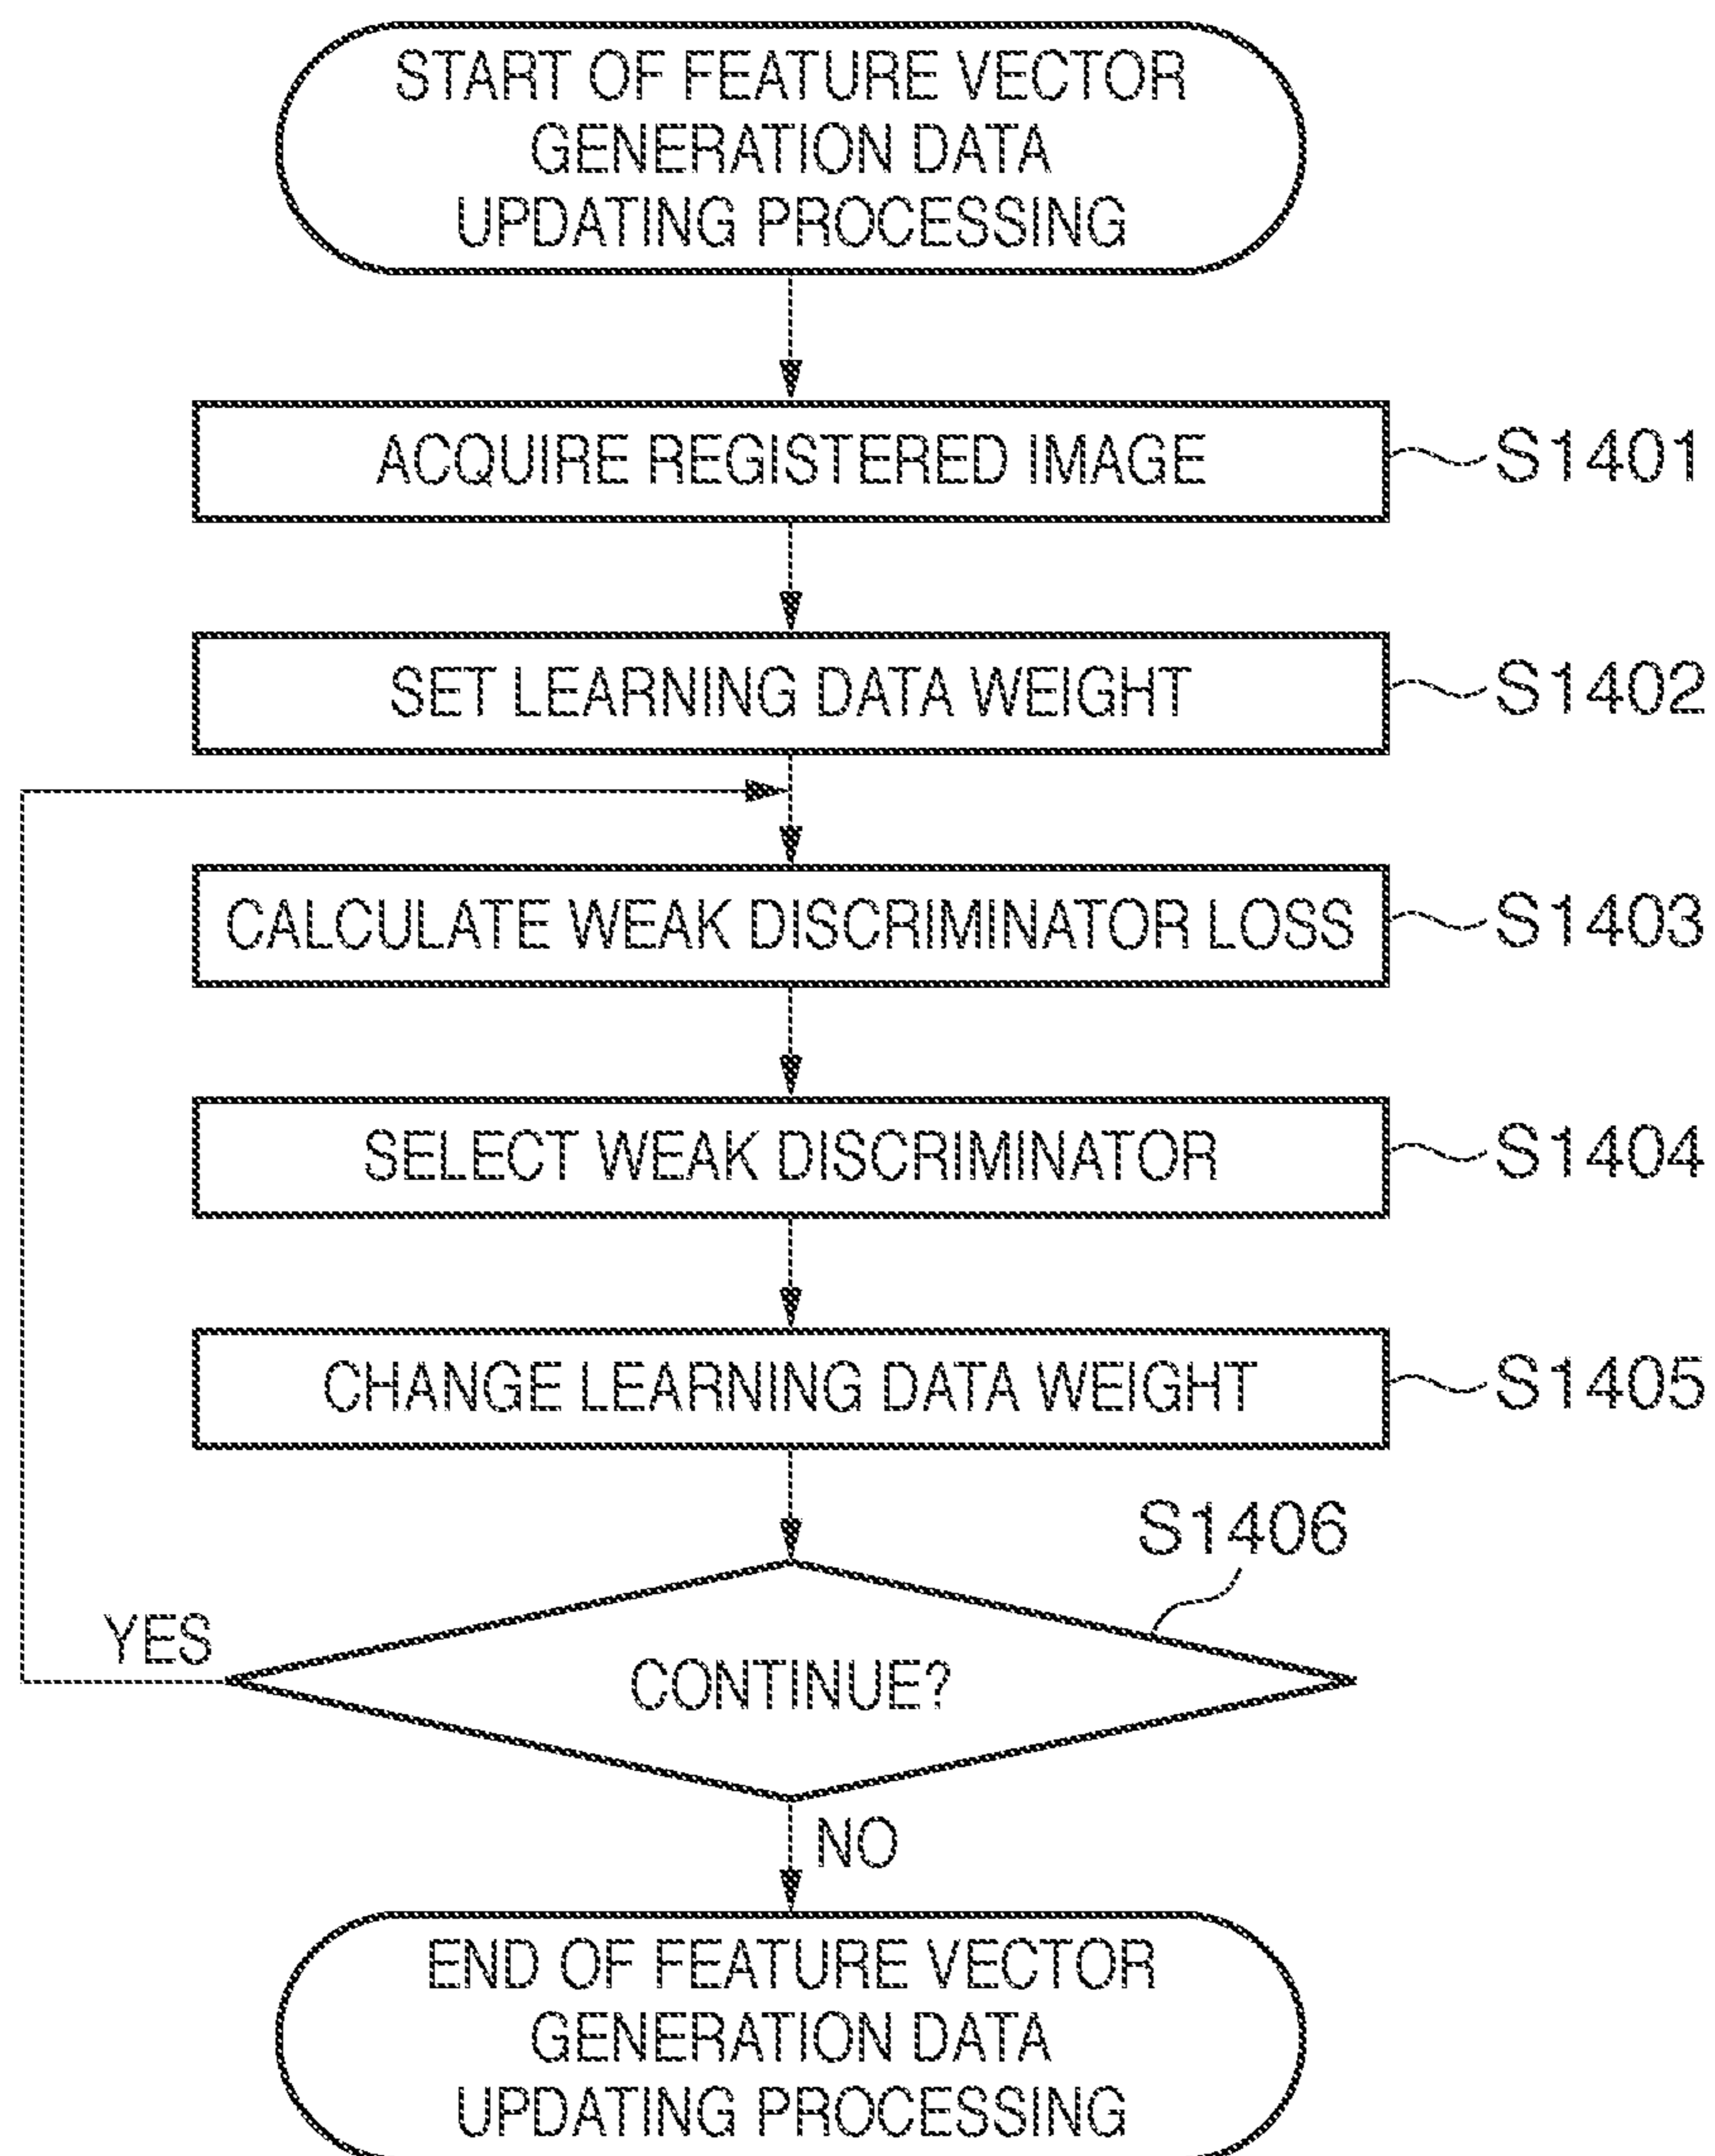 START OF FEATURE VECTOR
GENERATION DATA
UPDATING PROCESSING
ACQUIRE REGISTERED IMAGE
S1401
SET LEARNING DATA WEIGHT
S1402
CALCULATE WEAK DISCRIMINATOR LOSS
S1403
SELECT WEAK DISCRIMINATOR
S1404
CHANGE LEARNING DATA WEIGHT
S1405
S1406
YES
CONTINUE?
NO
END OF FEATURE VECTOR
GENERATION DATA
UPDATING PROCESSING